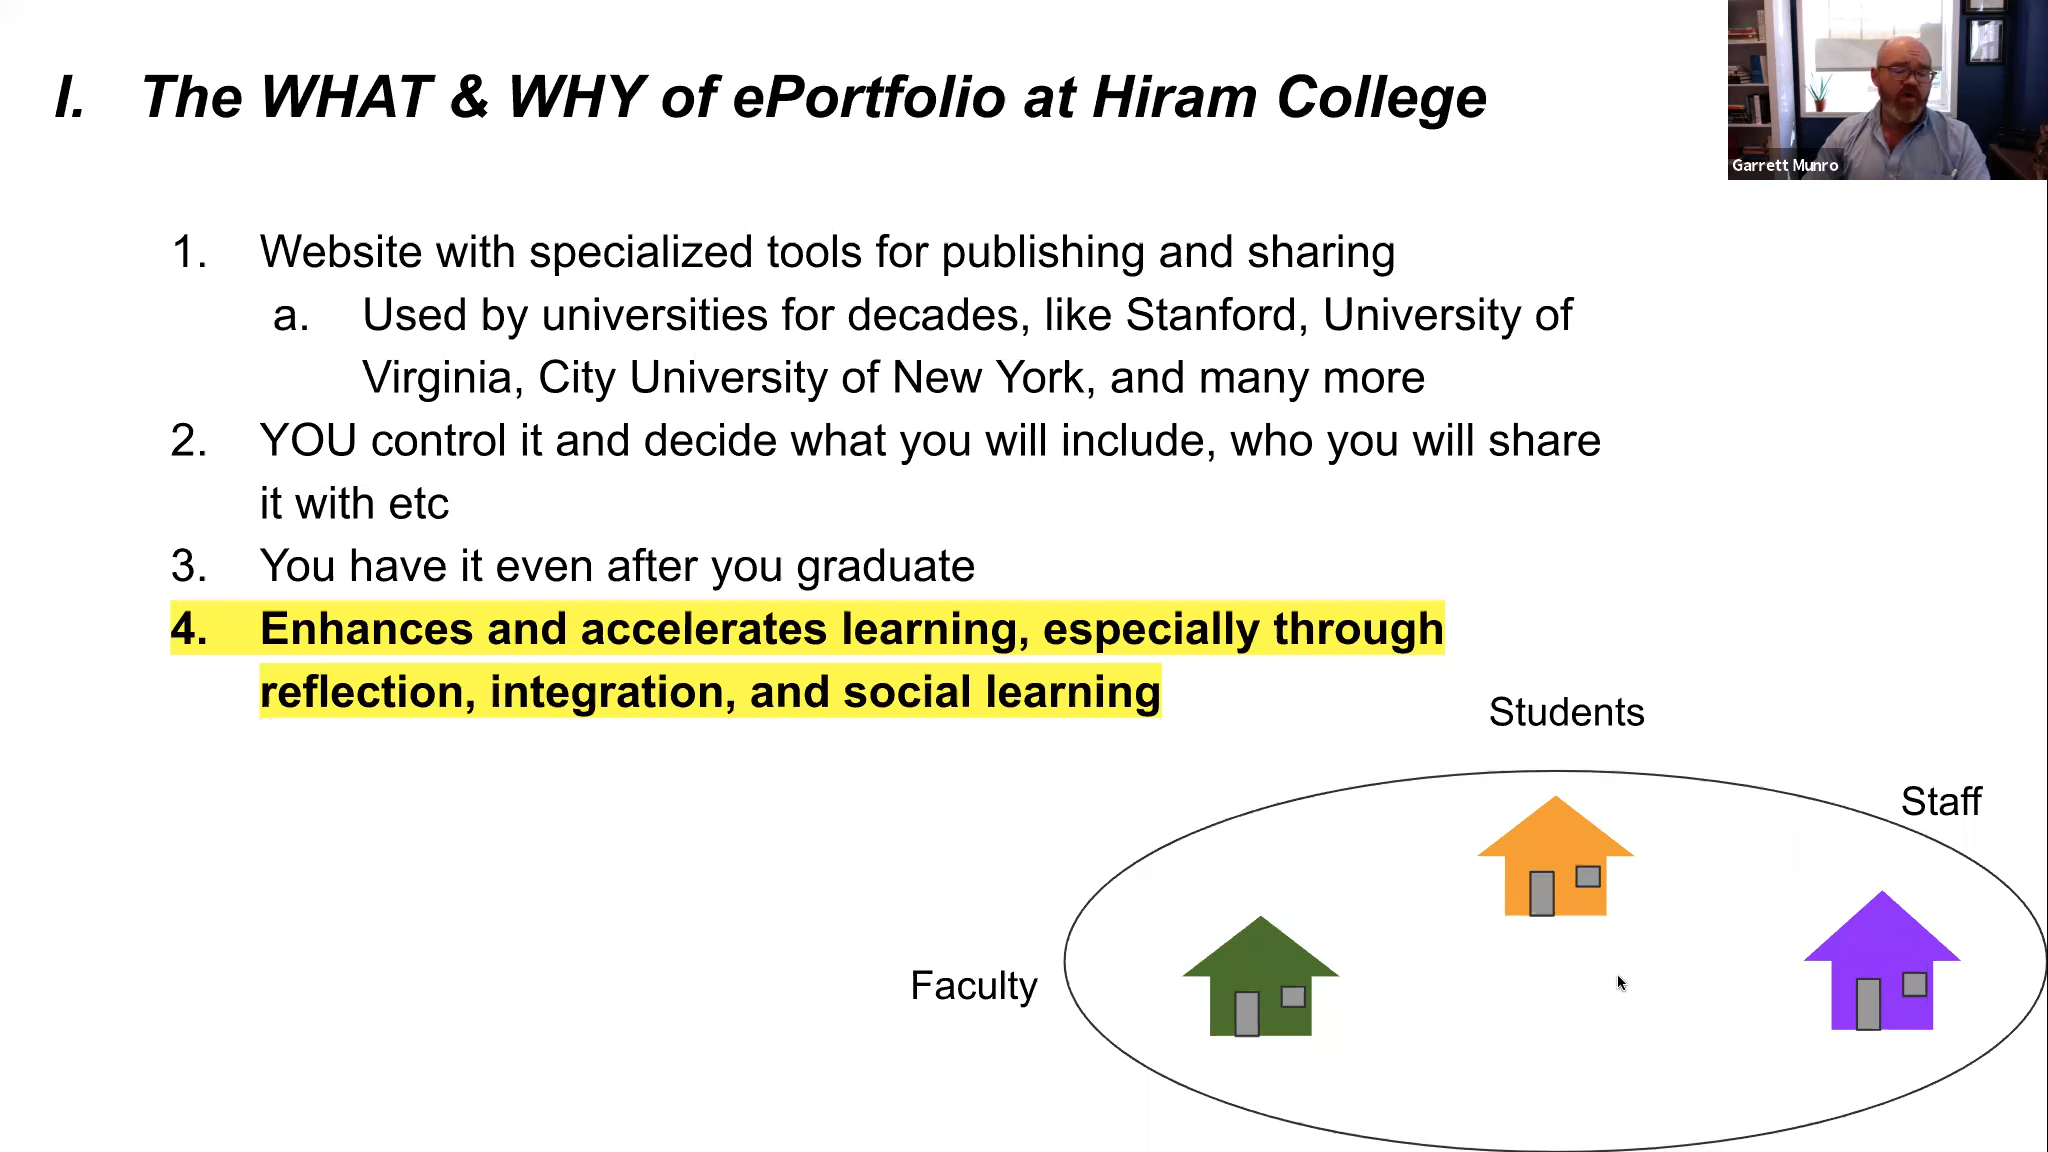 I. The WHAT & WHY of ePortfolio at Hiram College
Garrett Munro
1. Website with specialized tools for publishing and sharing
a. Used by universities for decades, like Stanford, University of
Virginia, City University of New York, and many more
2. YOU control it and decide what you will include, who you will share
it with etc
3. You have it even after you graduate
4. Enhances and accelerates learning, especially through
reflection, integration, and social learning
Students
Staff
Faculty